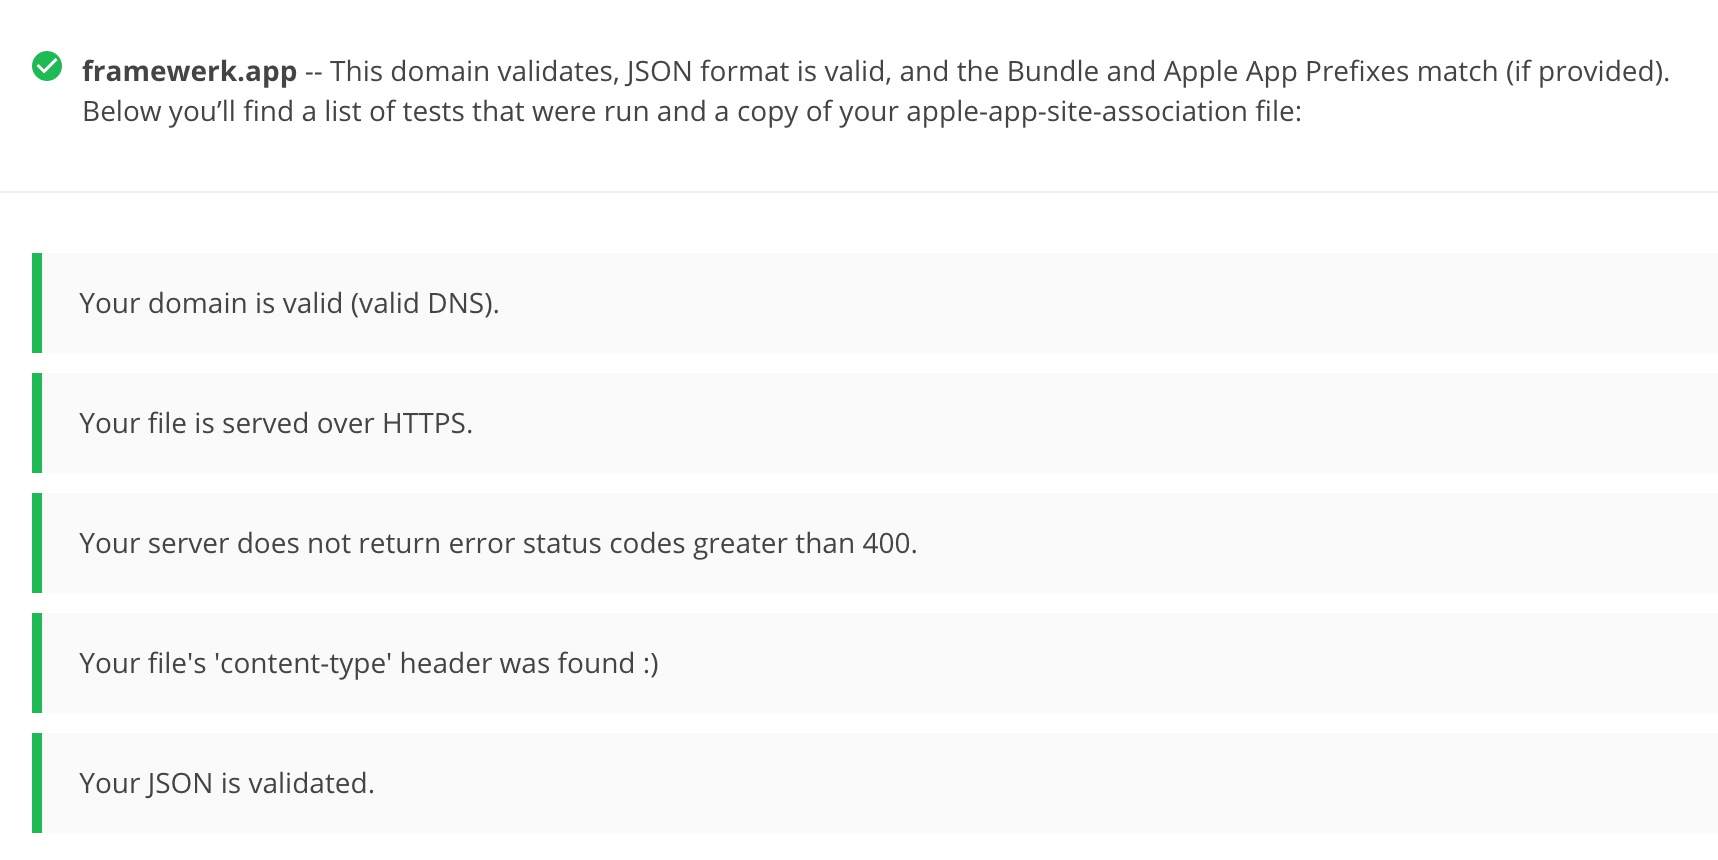 framewerk.app -- This domain validates, JSON format is valid, and the Bundle and Apple App Prefixes match (if provided).
Below you’ll find a list of tests that were run and a copy of your apple-app-site-association file:
Your domain is valid (valid DNS).
Your file is served over HTTPS.
Your server does not return error status codes greater than 400.
Your file's 'content-type' header was found :)
Your JSON is validated.